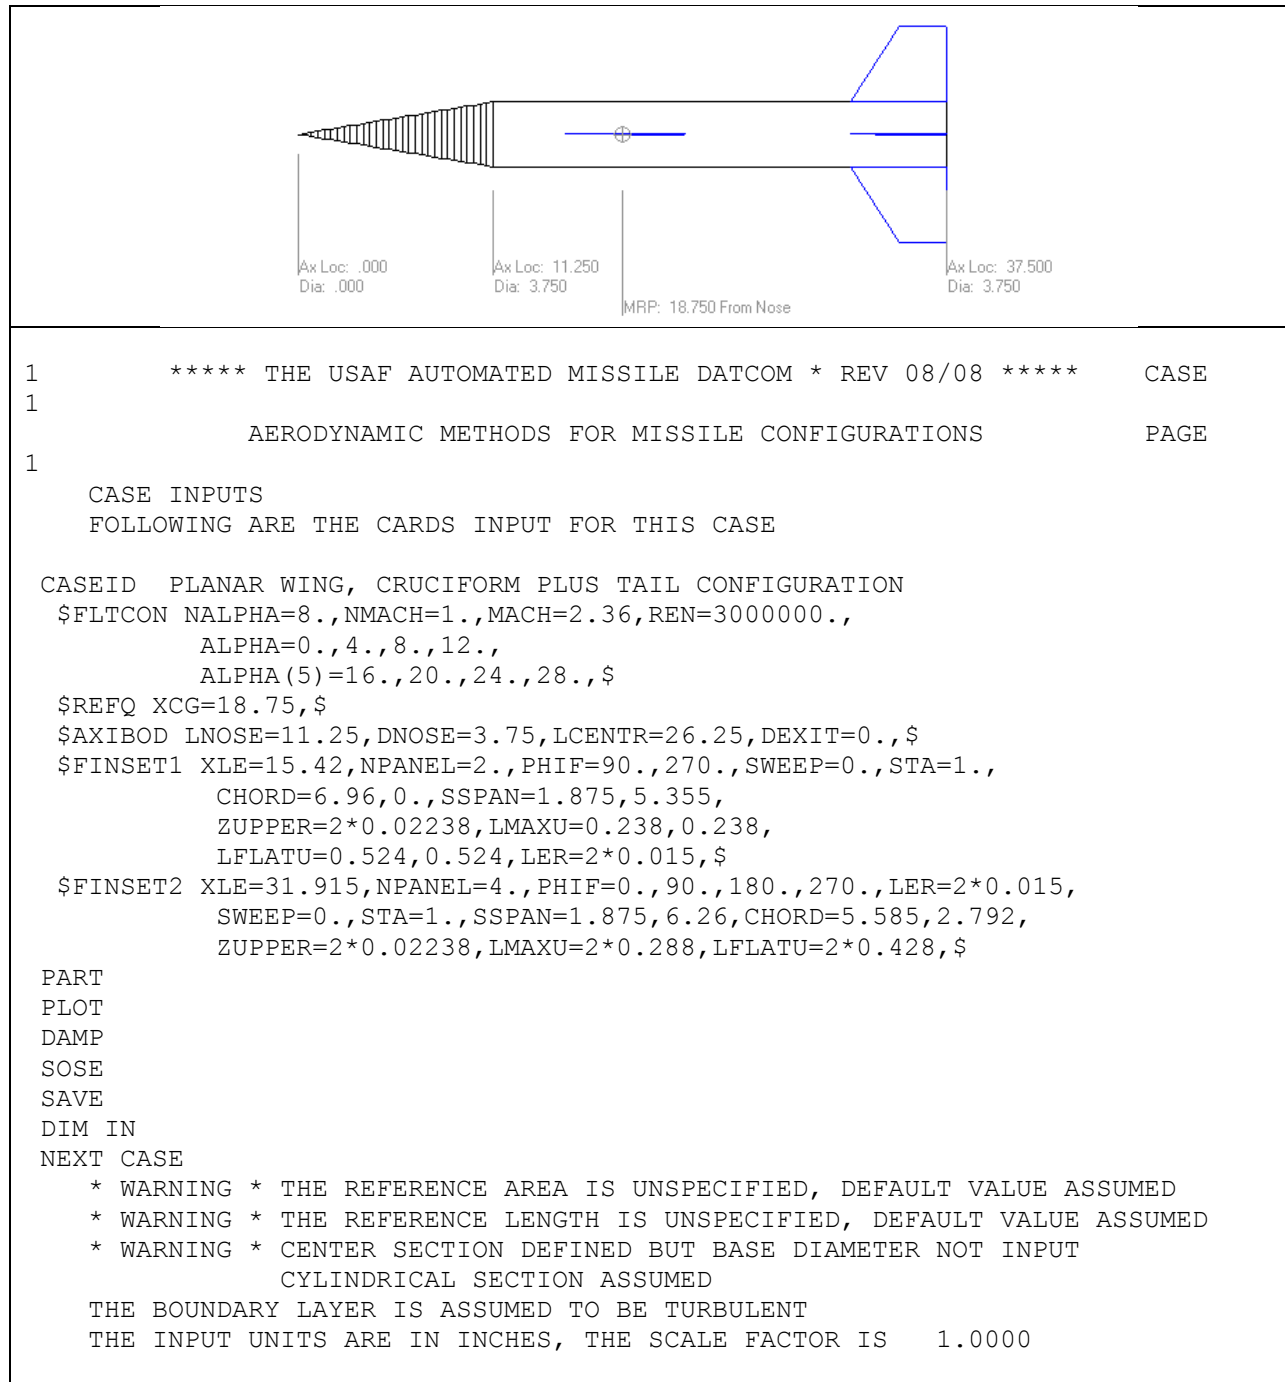 Ax Loc: .000
Dia: .000
Ax Loc: 11.250
Dia: 3.750
MRP: 18.750 From Nose
Ax Loc: 37.500
Dia: 3.750
1 ***** THE USAF AUTOMATED MISSILE DATCOM * REV 08/08 ***** CASE
1
AERODYNAMIC METHODS FOR MISSILE CONFIGURATIONS PAGE
1
CASE INPUTS
FOLLOWING ARE THE CARDS INPUT FOR THIS CASE
CASEID PLANAR WING, CRUCIFORM PLUS TAIL CONFIGURATION
$FLTCON NALPHA=8.,NMACH=1.,MACH=2.36,REN=3000000.,
ALPHA=0.,4.,8.,12.,
ALPHA(5)=16.,20.,24.,28.,$
$REFQ XCG=18.75,$
$AXIBOD LNOSE=11.25,DNOSE=3.75,LCENTR=26.25,DEXIT=0.,$
$FINSET1 XLE=15.42,NPANEL=2.,PHIF=90.,270.,SWEEP=0.,STA=1.,
CHORD=6.96,0.,SSPAN=1.875,5.355,
ZUPPER=2*0.02238,LMAXU=0.238,0.238,
LFLATU=0.524,0.524,LER=2*0.015,$
$FINSET2 XLE=31.915,NPANEL=4.,PHIF=0.,90.,180.,270.,LER=2*0.015,
SWEEP=0.,STA=1.,SSPAN=1.875,6.26,CHORD=5.585,2.792,
ZUPPER=2*0.02238,LMAXU=2*0.288,LFLATU=2*0.428,$
PART
PLOT
DAMP
SOSE
SAVE
DIM IN
NEXT CASE
* WARNING * THE REFERENCE AREA IS UNSPECIFIED, DEFAULT VALUE ASSUMED
* WARNING * THE REFERENCE LENGTH IS UNSPECIFIED, DEFAULT VALUE ASSUMED
* WARNING * CENTER SECTION DEFINED BUT BASE DIAMETER NOT INPUT
CYLINDRICAL SECTION ASSUMED
THE BOUNDARY LAYER IS ASSUMED TO BE TURBULENT
THE INPUT UNITS ARE IN INCHES, THE SCALE FACTOR IS 1.0000